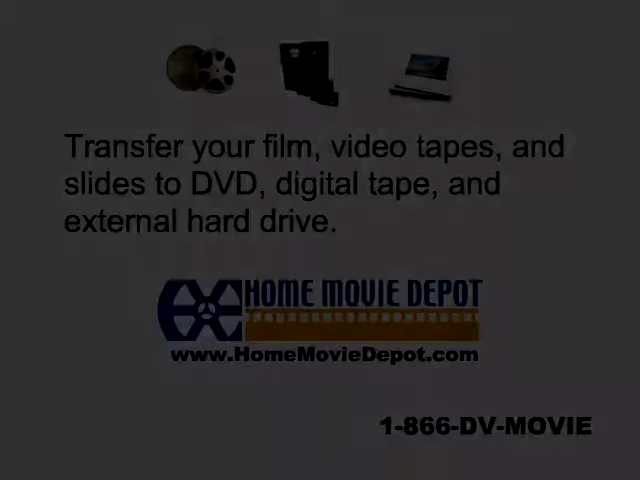 Transfer your film, video tapes, and
slides to DVD, digital tape, and
external hard drive.
HOME MOVIE DEPOT
www.HomeMovieDepot.com
1-866-DV-MOVIE